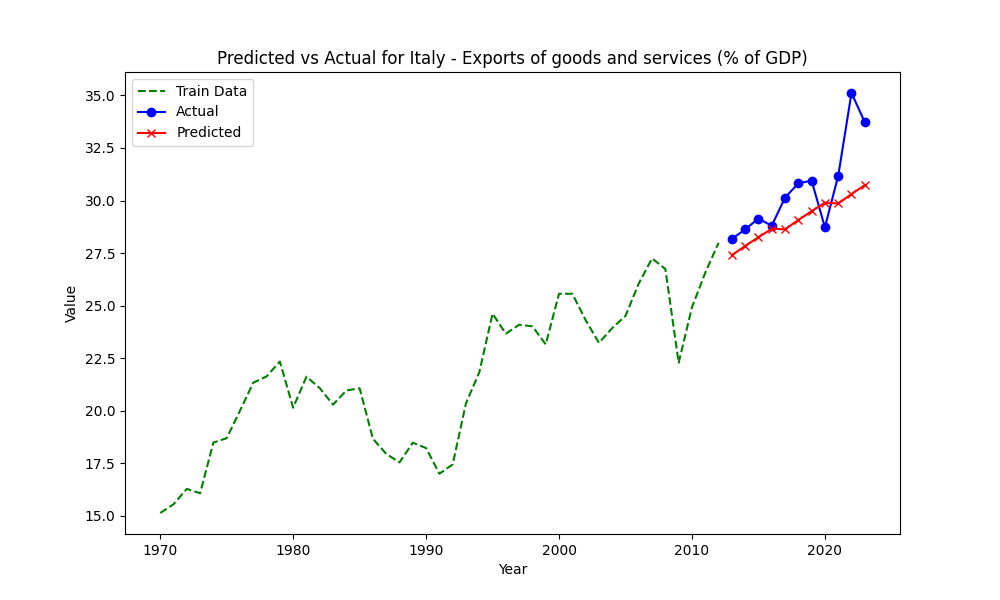 Predicted vs Actual for Italy - Exports of goods and services (% of GDP)
Train Data
Actual
Predicted
35.0
32.5
30.0
27.5
25.0
22.5
20.0
17.5
15.0
Value
1970
1980
1990
2000
2010
2020
Year